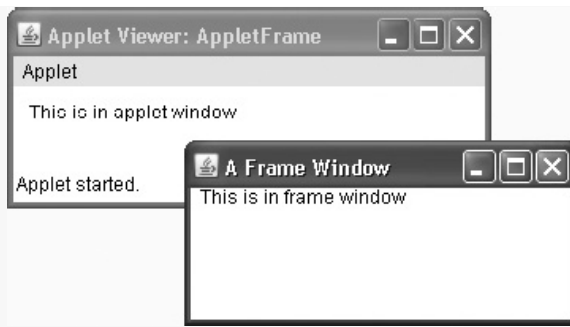 Applet Viewer: AppletFrame
Applet
This is in applet window
Applet started.
A Frame Window
This is in frame window